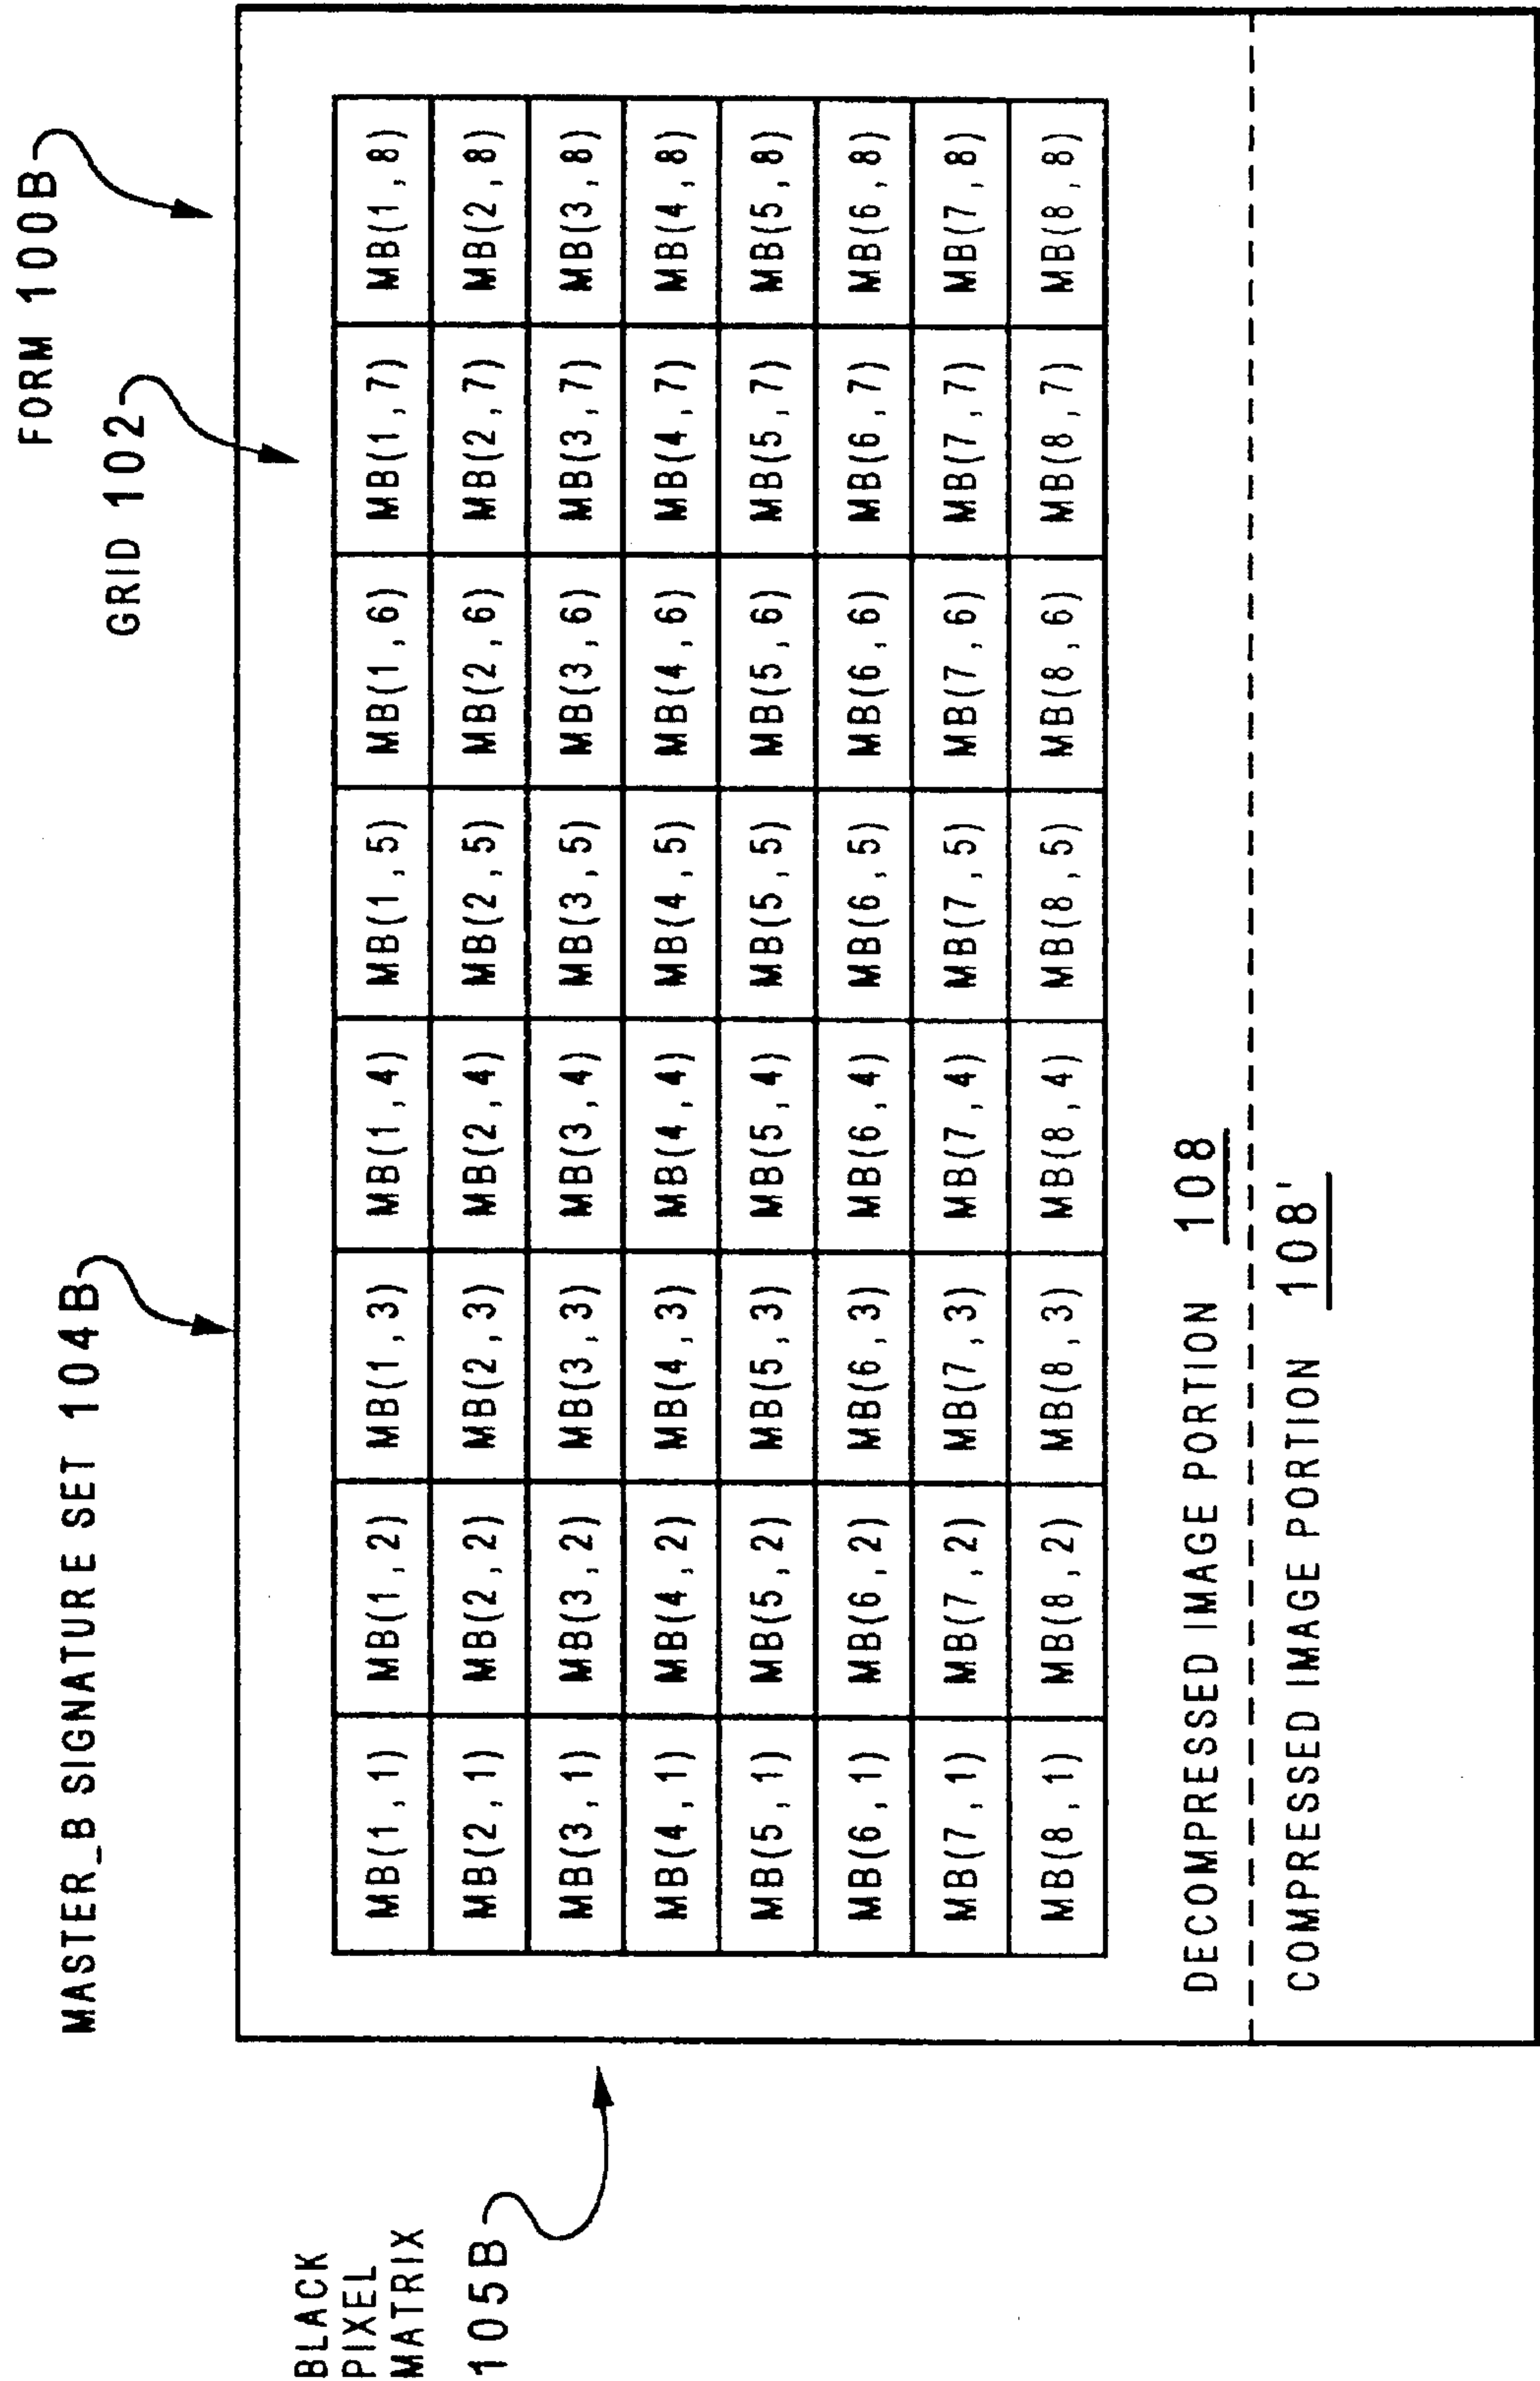 FORM 100B
GRID 102
MASTER_B SIGNATURE SET 104B
BLACK
PIXEL
MATRIX
105B
MB(1,1) MB(1,2) MB(1,3) MB(1,4) MB(1,5) MB(1,6) MB(1,7) MB(1,8)
MB(2,1) MB(2,2) MB(2,3) MB(2,4) MB(2,5) MB(2,6) MB(2,7) MB(2,8)
MB(3,1) MB(3,2) MB(3,3) MB(3,4) MB(3,5) MB(3,6) MB(3,7) MB(3,8)
MB(4,1) MB(4,2) MB(4,3) MB(4,4) MB(4,5) MB(4,6) MB(4,7) MB(4,8)
MB(5,1) MB(5,2) MB(5,3) MB(5,4) MB(5,5) MB(5,6) MB(5,7) MB(5,8)
MB(6,1) MB(6,2) MB(6,3) MB(6,4) MB(6,5) MB(6,6) MB(6,7) MB(6,8)
MB(7,1) MB(7,2) MB(7,3) MB(7,4) MB(7,5) MB(7,6) MB(7,7) MB(7,8)
MB(8,1) MB(8,2) MB(8,3) MB(8,4) MB(8,5) MB(8,6) MB(8,7) MB(8,8)
DECOMPRESSED IMAGE PORTION 108
COMPRESSED IMAGE PORTION 108'